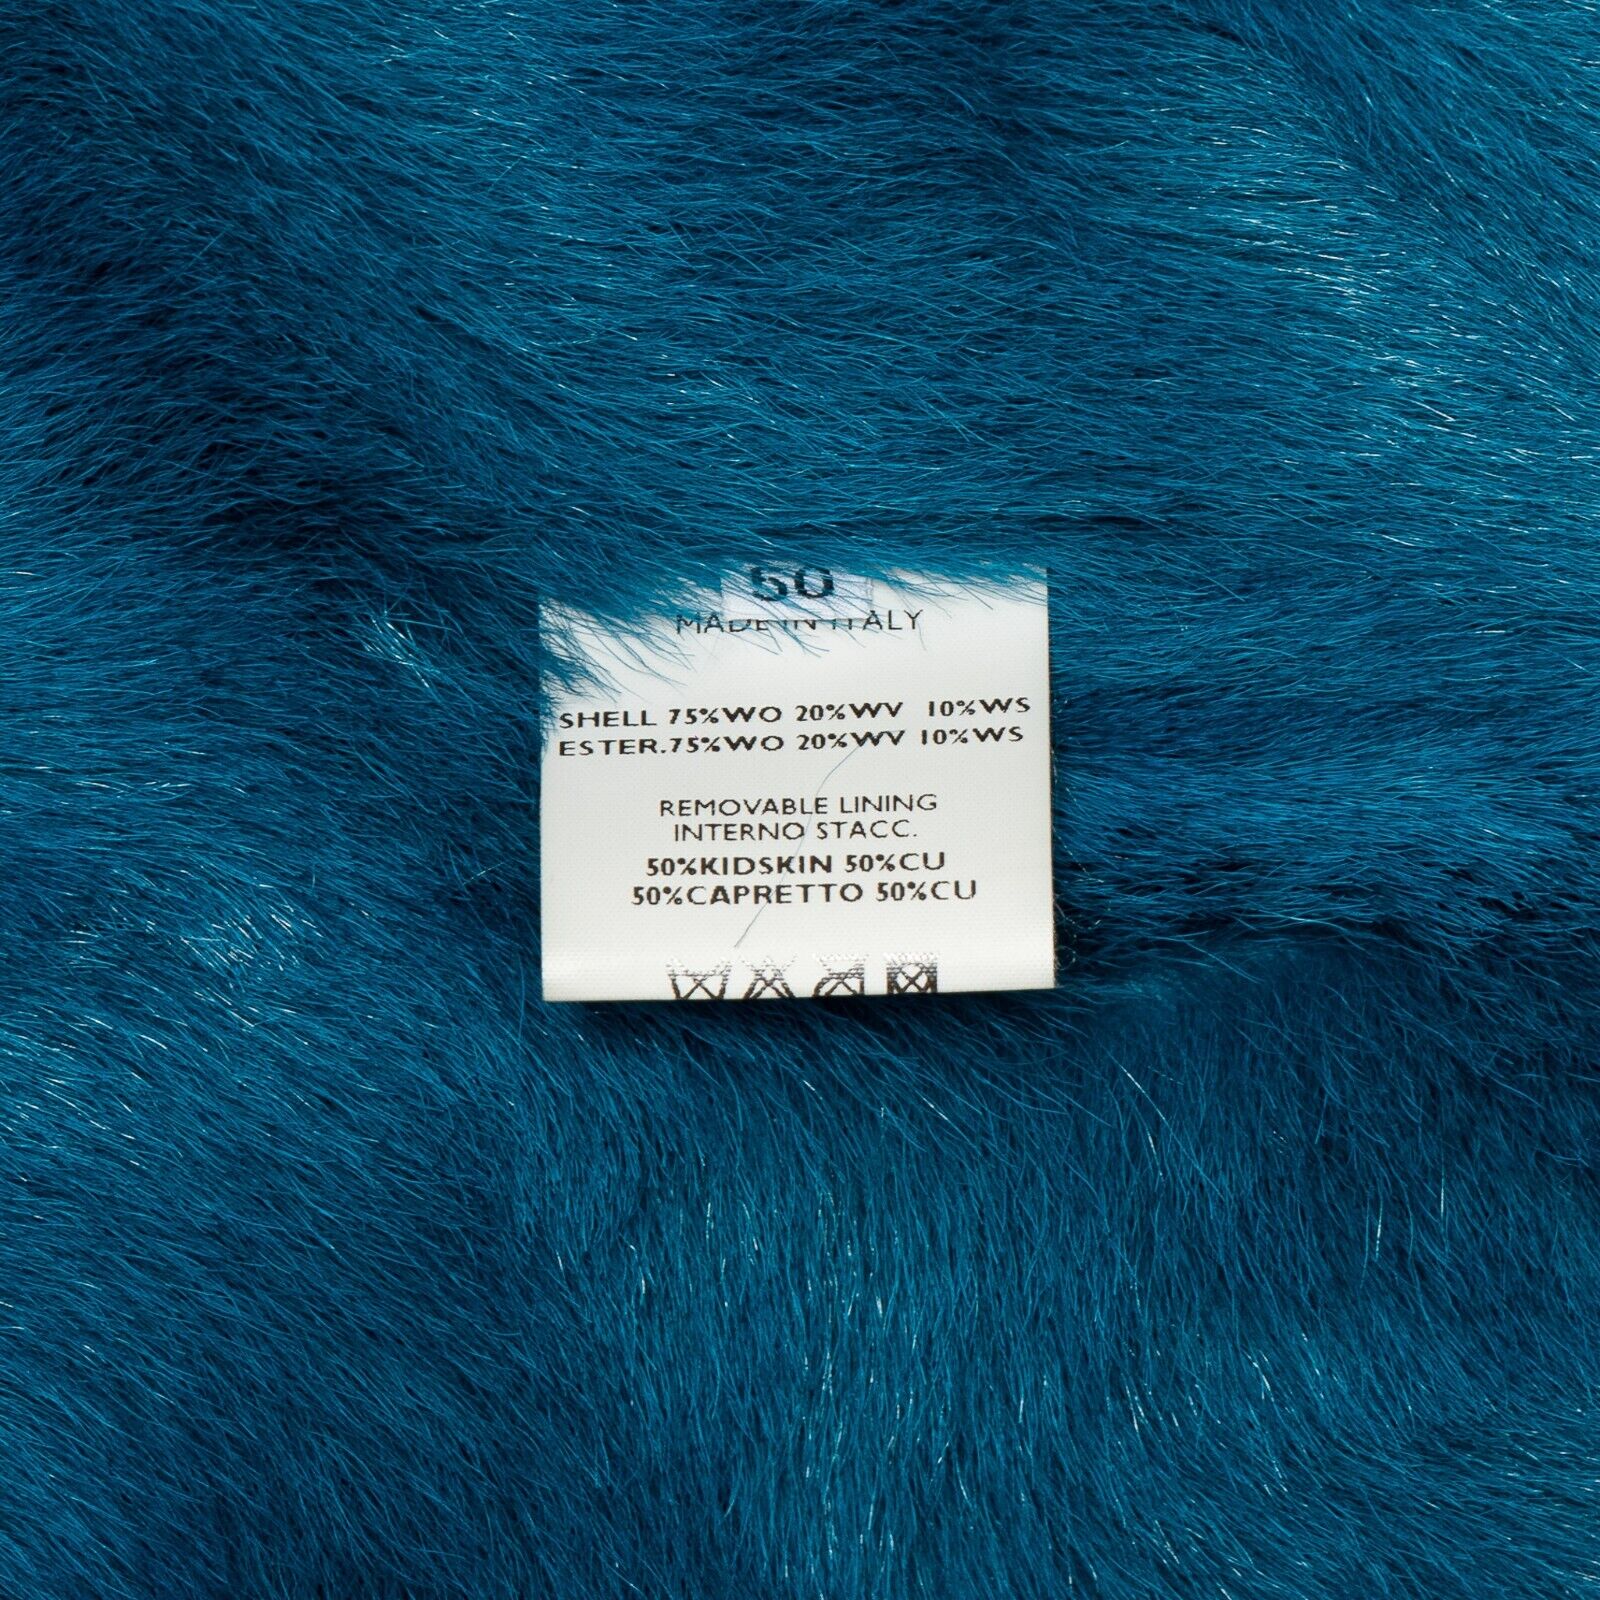 50
MADE IN ITALY
SHELL 75%WO 20%WV 10%WS
ESTER.75%WO 20%WV 10%WS
REMOVABLE LINING
INTERNO STACC.
50%KIDSKIN 50%CU
50%CAPRETTO 50%CU